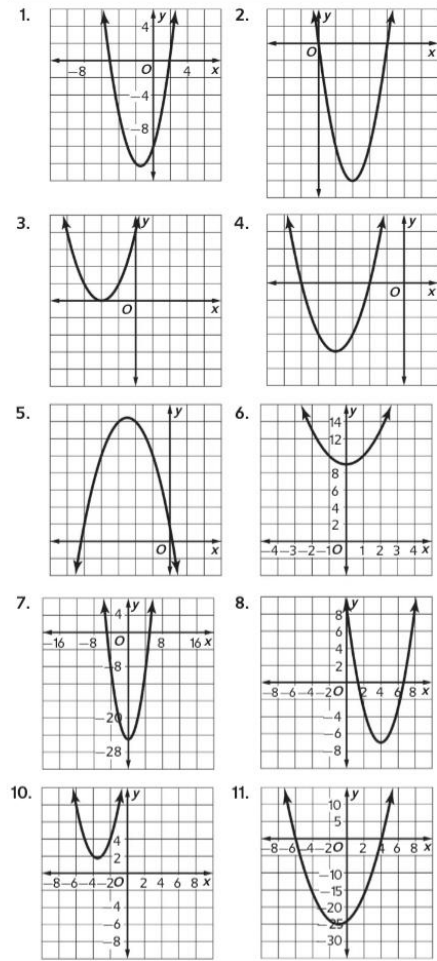 1. y
4
-8 O 4 x
-4
-8
2. y
O x
3. y
O x
4. y
O x
5. y
O x
6. y
14
12
8
6
4
2
-4 -3 -2 -1 O 1 2 3 4 x
7. y
4
-16 -8 O 8 16 x
-8
-20
-28
8. y
8
6
4
2
-8 -6 -4 -2 O 2 4 6 8 x
-4
-6
-8
10. y
4
2
-8 -6 -4 -2 O 2 4 6 8 x
-4
-6
-8
11. y
10
5
-8 -6 -4 -2 O 2 4 6 8 x
-10
-15
-20
-25
-30